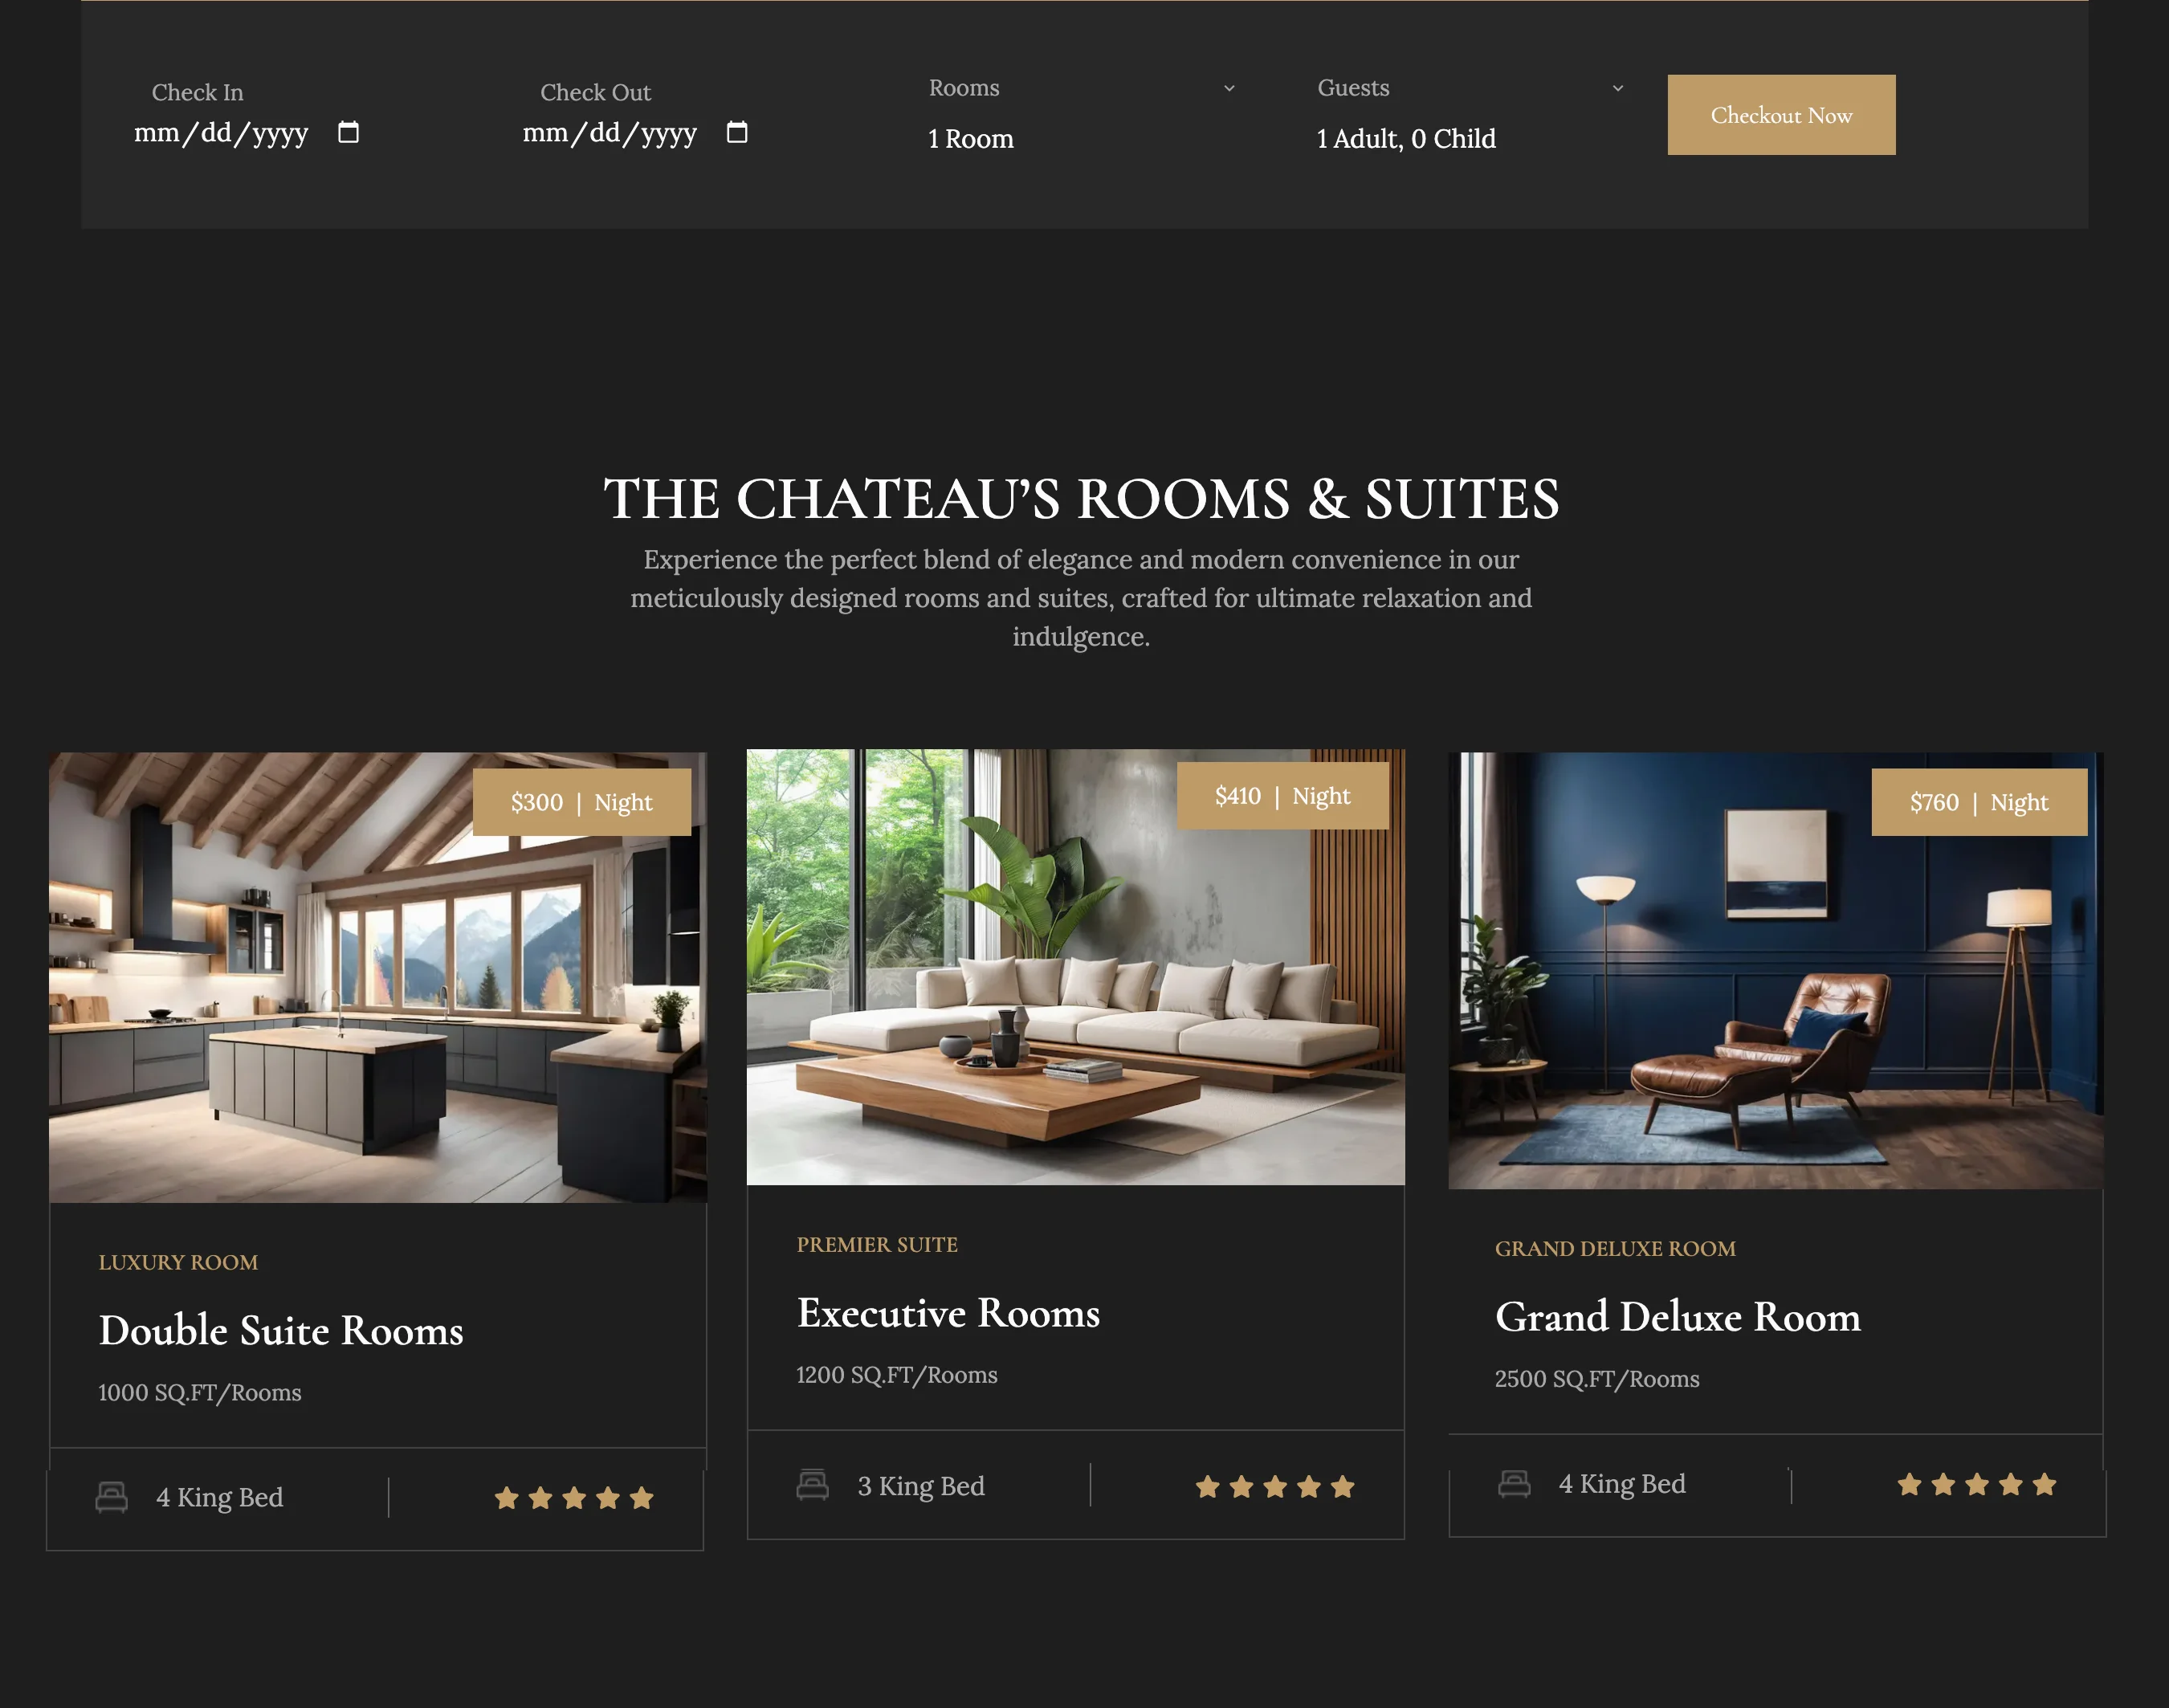 Check In
mm/dd/yyyy
Check Out
mm/dd/yyyy
Rooms
1 Room
Guests
1 Adult, 0 Child
Checkout Now
THE CHATEAU’S ROOMS & SUITES
Experience the perfect blend of elegance and modern convenience in our
meticulously designed rooms and suites, crafted for ultimate relaxation and
indulgence.
$300 | Night
LUXURY ROOM
Double Suite Rooms
1000 SQ.FT/Rooms
4 King Bed
$410 | Night
PREMIER SUITE
Executive Rooms
1200 SQ.FT/Rooms
3 King Bed
$760 | Night
GRAND DELUXE ROOM
Grand Deluxe Room
2500 SQ.FT/Rooms
4 King Bed